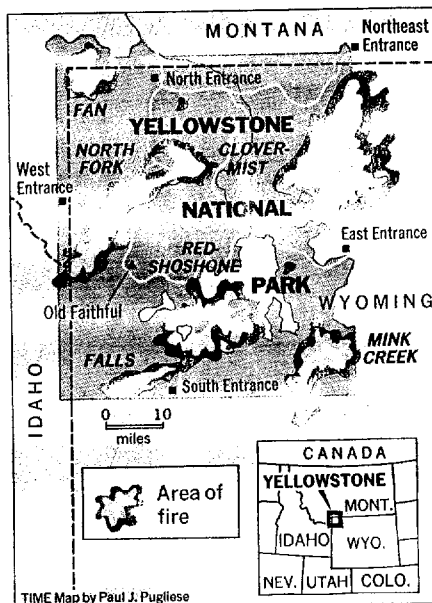 MONTANA
Northeast
Entrance
North Entrance
FAN
YELLOWSTONE
NORTH
FORK
CLOVER-
MIST
West
Entrance
NATIONAL
East Entrance
RED-
SHOSHONE
PARK
Old Faithful
WYOMING
FALLS
MINK
CREEK
South Entrance
IDAHO
0 10
miles
Area of
fire
CANADA
YELLOWSTONE
MONT.
IDAHO
WYO.
NEV. UTAH COLO.
TIME Map by Paul J. Pugliese